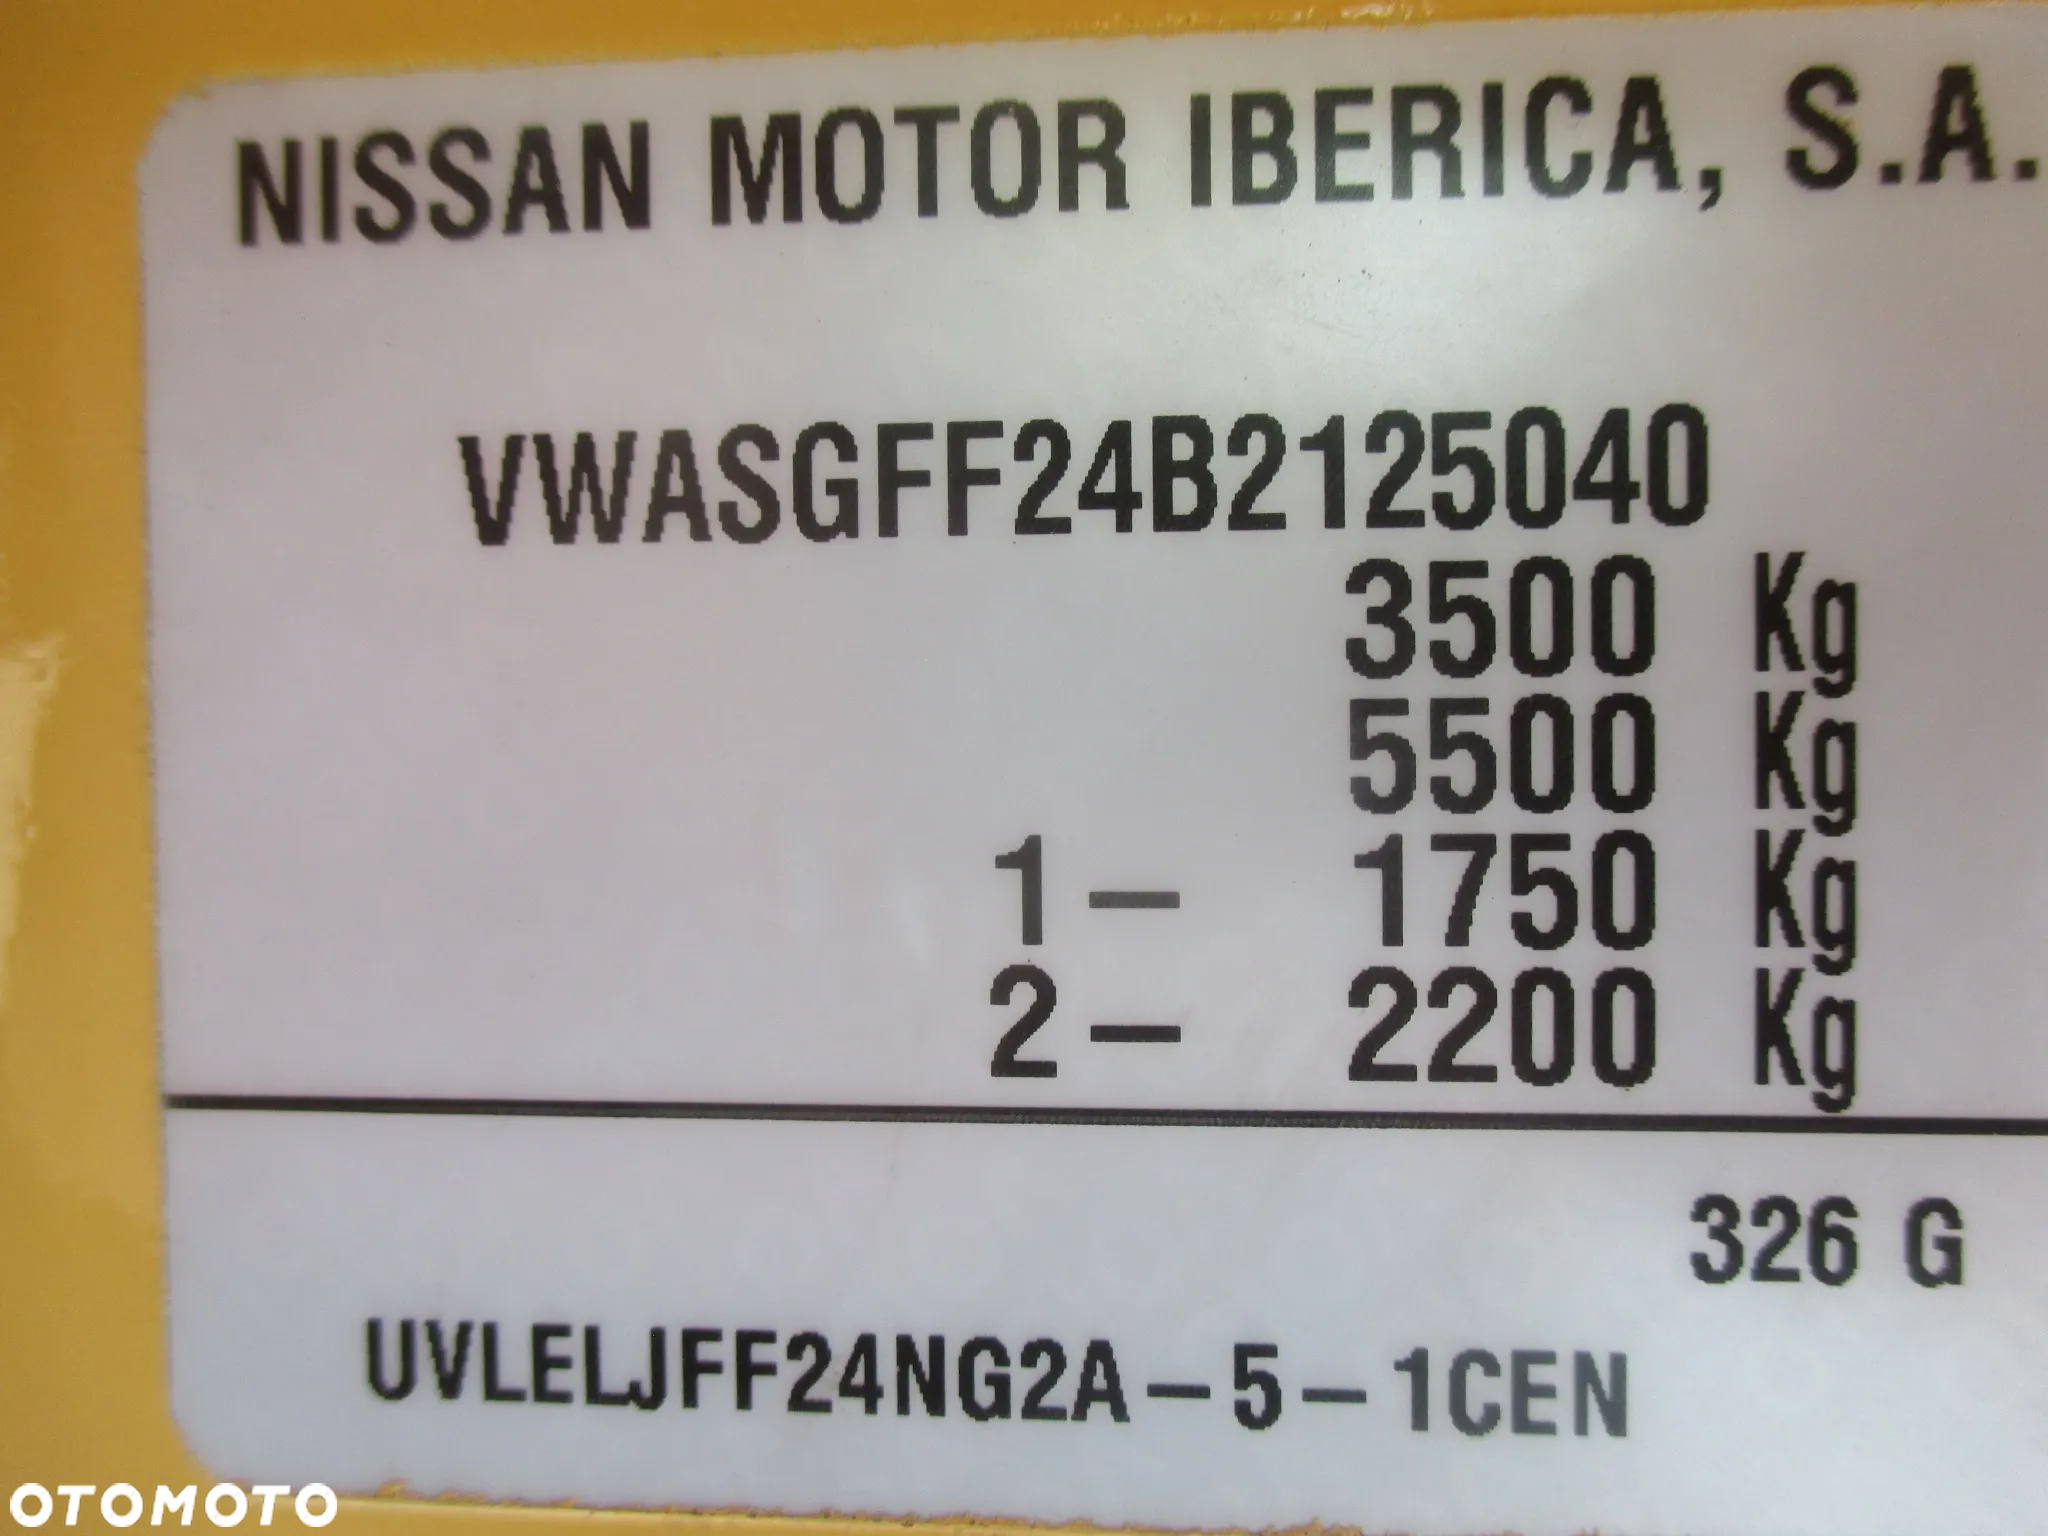 NISSAN MOTOR IBERICA, S.A.
VWASGFF24B2125040
3500 Kg
5500 Kg
1 - 1750 Kg
2 - 2200 Kg
326 G
UVLELJFF24NG2A-5-1CEN
OTOMOTO